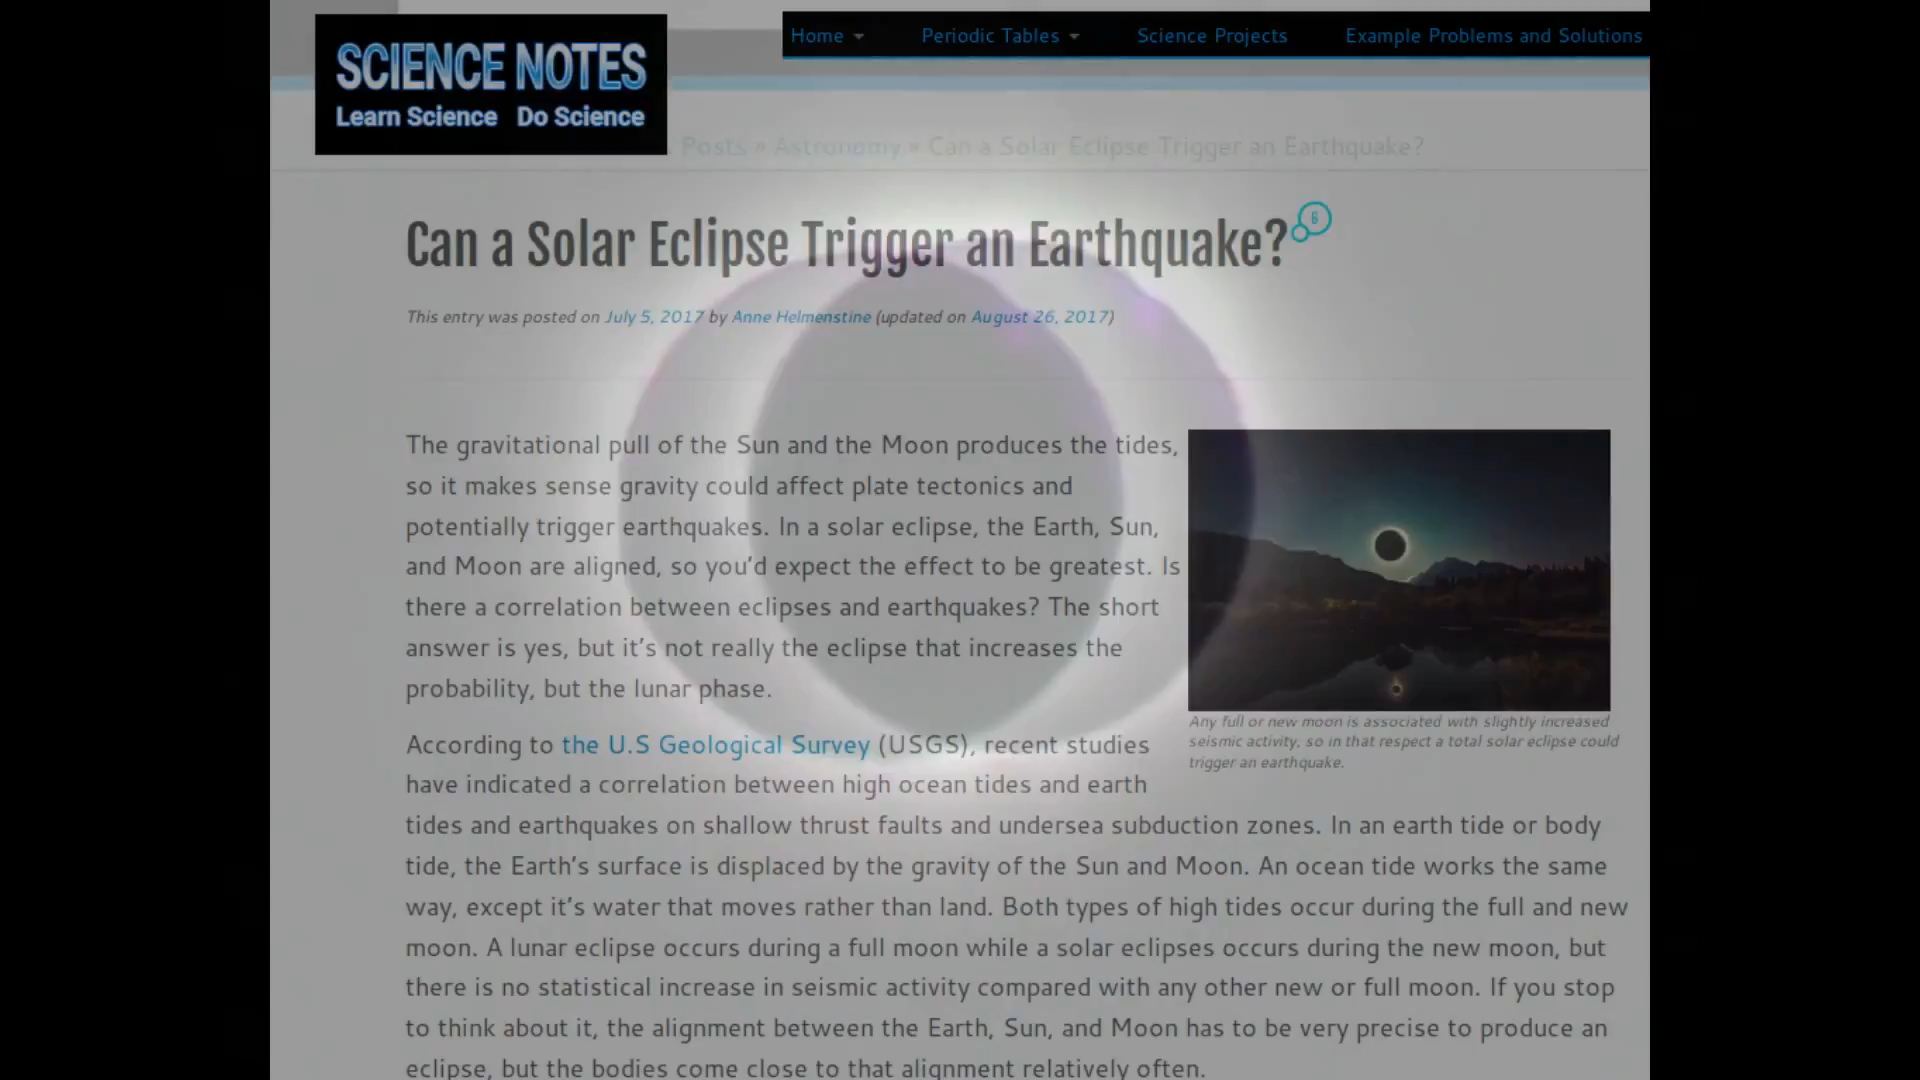 SCIENCE NOTES
Learn Science Do Science
Home Periodic Tables Science Projects Example Problems and Solutions
Posts » Astronomy » Can a Solar Eclipse Trigger an Earthquake?
Can a Solar Eclipse Trigger an Earthquake? 6
This entry was posted on July 5, 2017 by Anne Helmenstine (updated on August 26, 2017)
The gravitational pull of the Sun and the Moon produces the tides,
so it makes sense gravity could affect plate tectonics and
potentially trigger earthquakes. In a solar eclipse, the Earth, Sun,
and Moon are aligned, so you'd expect the effect to be greatest. Is
there a correlation between eclipses and earthquakes? The short
answer is yes, but it's not really the eclipse that increases the
probability, but the lunar phase.
Any full or new moon is associated with slightly increased
seismic activity, so in that respect a total solar eclipse could
trigger an earthquake.
According to the U.S Geological Survey (USGS), recent studies
have indicated a correlation between high ocean tides and earth
tides and earthquakes on shallow thrust faults and undersea subduction zones. In an earth tide or body
tide, the Earth's surface is displaced by the gravity of the Sun and Moon. An ocean tide works the same
way, except it's water that moves rather than land. Both types of high tides occur during the full and new
moon. A lunar eclipse occurs during a full moon while a solar eclipses occurs during the new moon, but
there is no statistical increase in seismic activity compared with any other new or full moon. If you stop
to think about it, the alignment between the Earth, Sun, and Moon has to be very precise to produce an
eclipse, but the bodies come close to that alignment relatively often.